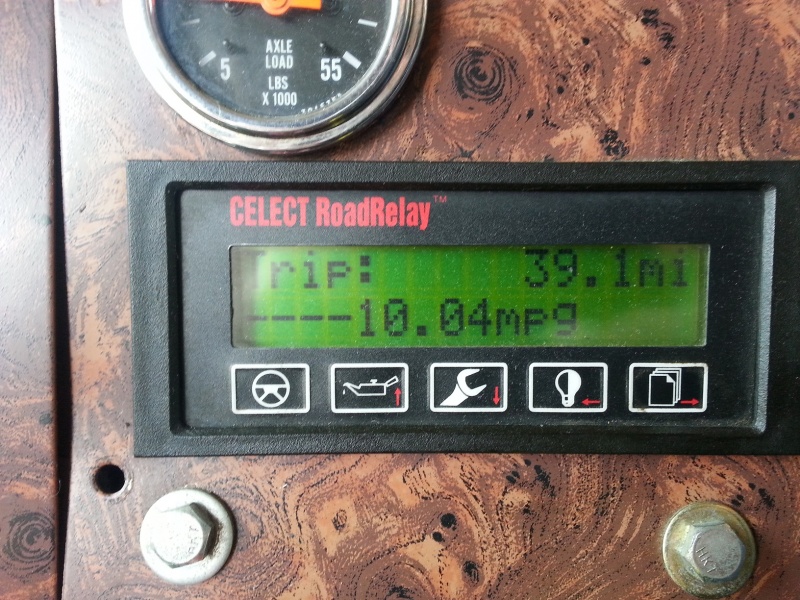 AXLE
LOAD
5 55
LBS
X 1000
CELECT RoadRelay™
Trip: 39.1mi
----10.04mpg